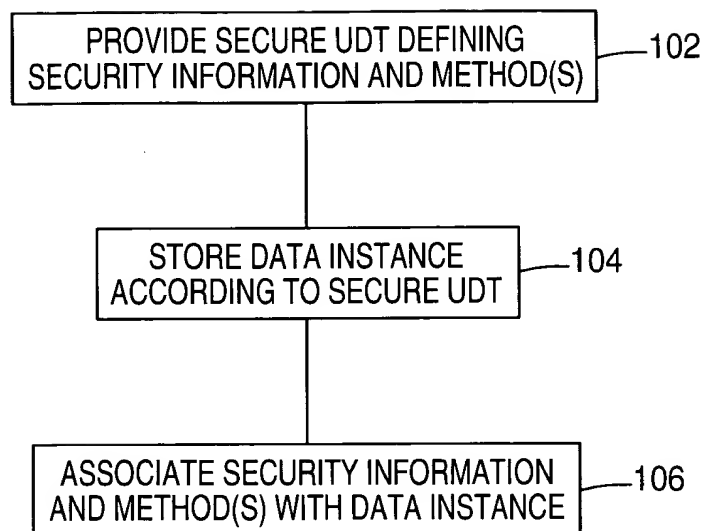 PROVIDE SECURE UDT DEFINING
SECURITY INFORMATION AND METHOD(S)
102
STORE DATA INSTANCE
ACCORDING TO SECURE UDT
104
ASSOCIATE SECURITY INFORMATION
AND METHOD(S) WITH DATA INSTANCE
106